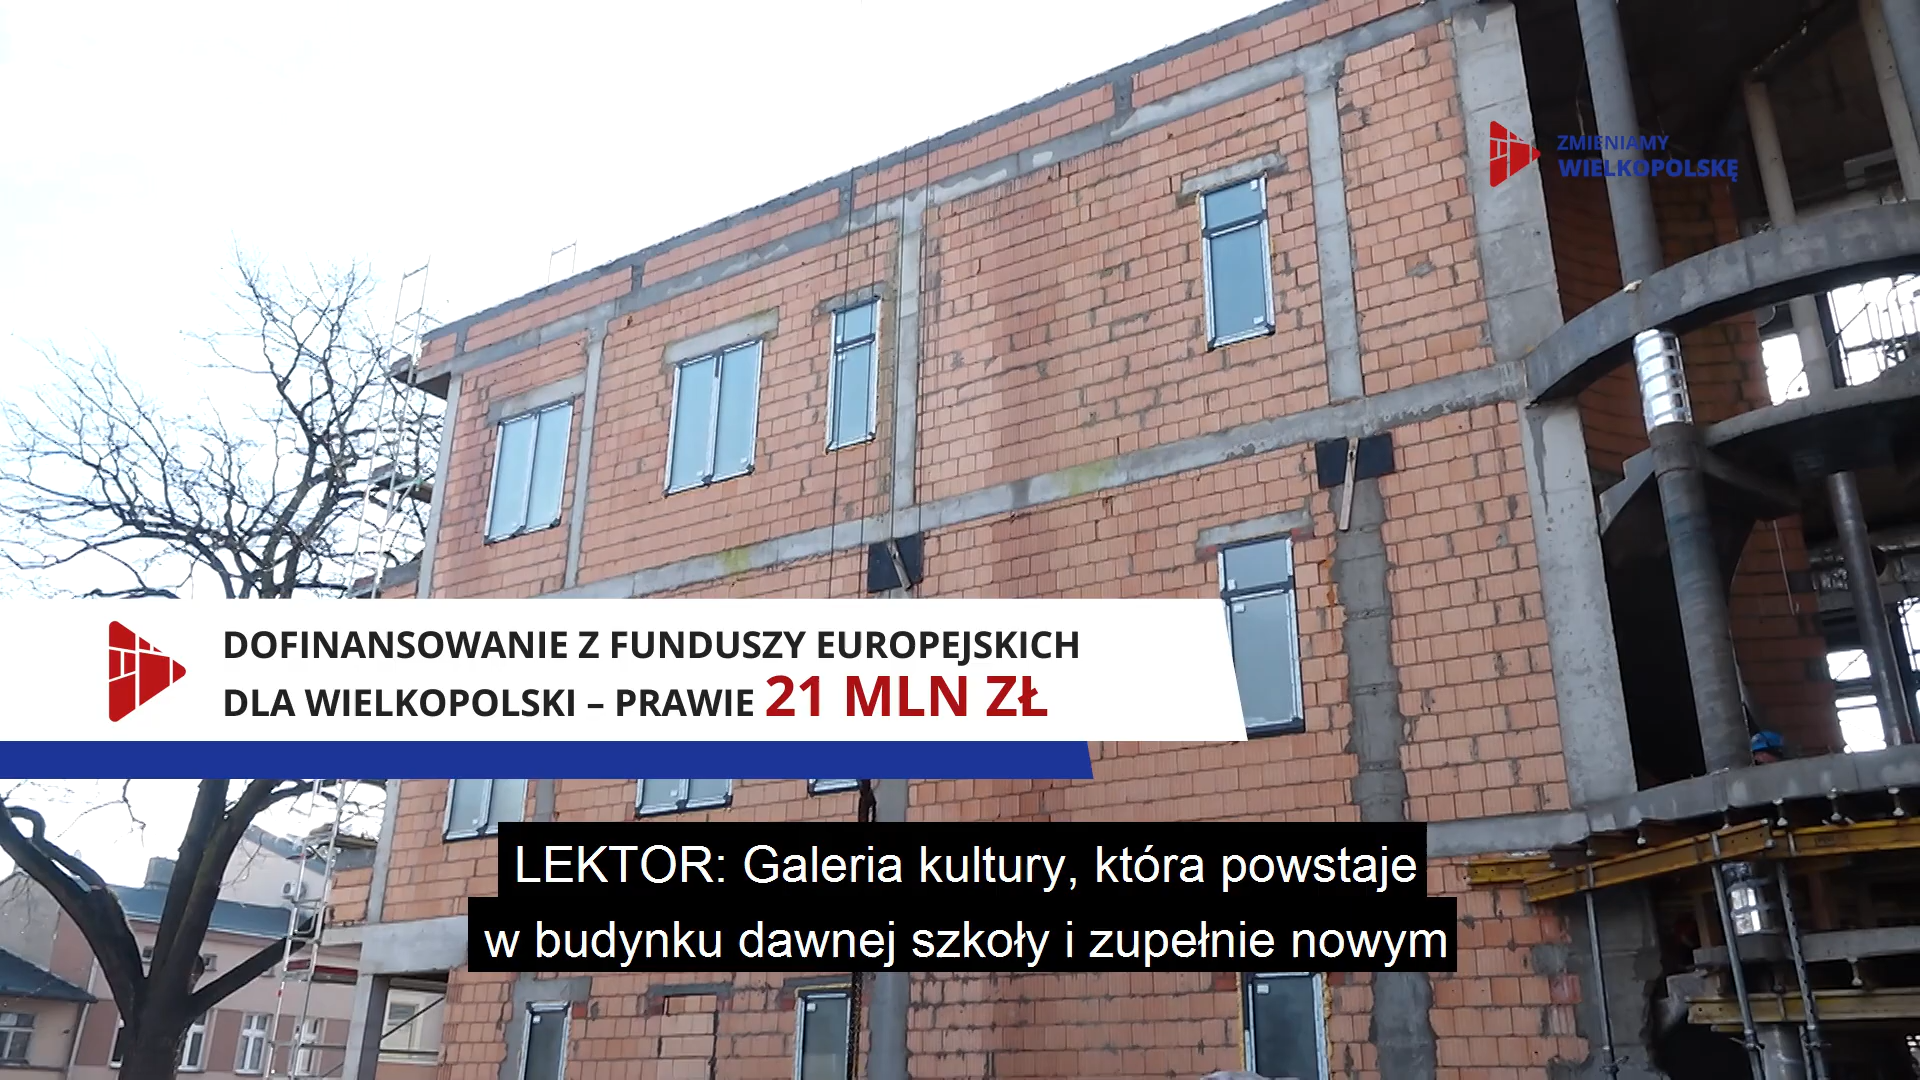 ZMIENIAMY
WIELKOPOLSKĘ
DOFINANSOWANIE Z FUNDUSZY EUROPEJSKICH
DLA WIELKOPOLSKI – PRAWIE 21 MLN ZŁ
LEKTOR: Galeria kultury, która powstaje
w budynku dawnej szkoły i zupełnie nowym